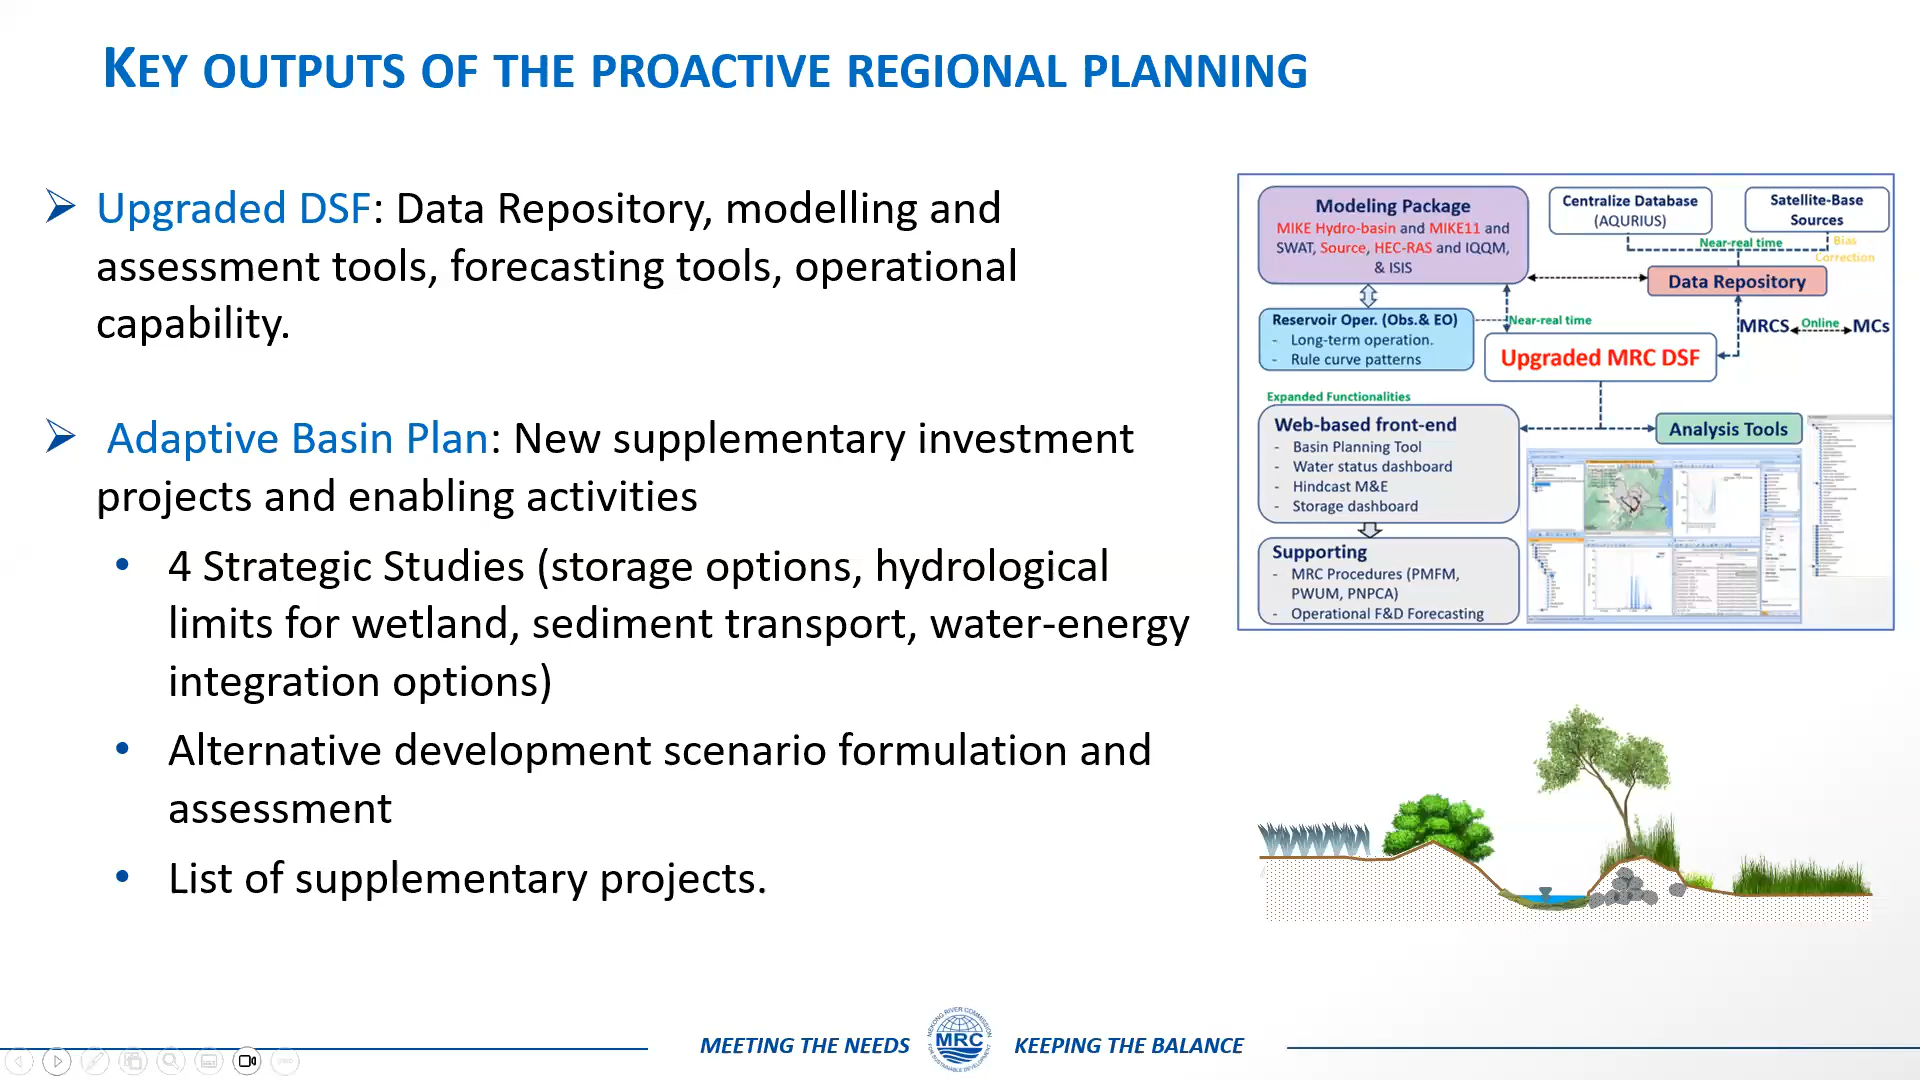 KEY OUTPUTS OF THE PROACTIVE REGIONAL PLANNING
Upgraded DSF: Data Repository, modelling and
assessment tools, forecasting tools, operational
capability.
Adaptive Basin Plan: New supplementary investment
projects and enabling activities
• 4 Strategic Studies (storage options, hydrological
limits for wetland, sediment transport, water-energy
integration options)
• Alternative development scenario formulation and
assessment
• List of supplementary projects.
Modeling Package
MIKE Hydro-basin and MIKE11 and
SWAT, Source, HEC-RAS and IQQM,
& ISIS
Centralize Database
(AQURIUS)
Satellite-Base
Sources
Near-real time
Bias
Correction
Data Repository
Reservoir Oper. (Obs.& EO)
- Long-term operation.
- Rule curve patterns
Near-real time
MRCS
Online
MCs
Upgraded MRC DSF
Expanded Functionalities
Web-based front-end
- Basin Planning Tool
- Water status dashboard
- Hindcast M&E
- Storage dashboard
Analysis Tools
Supporting
- MRC Procedures (PMFM,
PWUM, PNPCA)
- Operational F&D Forecasting
MEETING THE NEEDS
MEKONG RIVER COMMISSION
MRC
FOR SUSTAINABLE DEVELOPMENT
KEEPING THE BALANCE